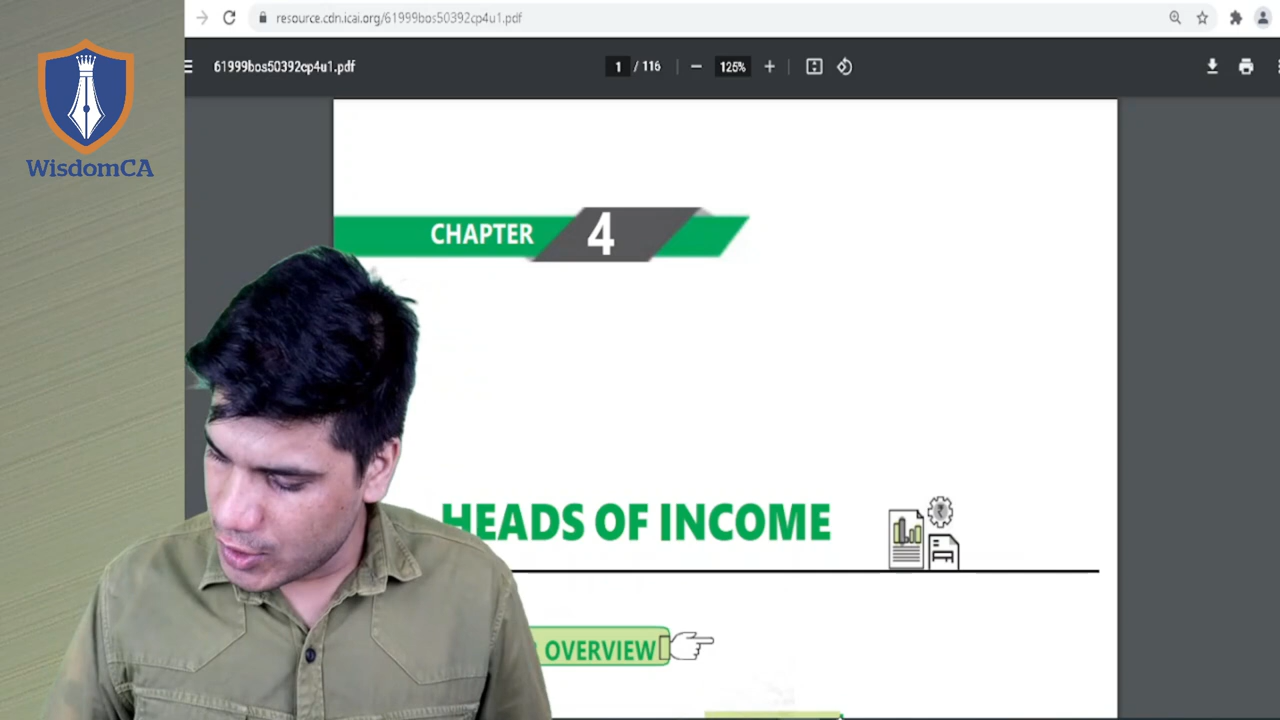 resource.cdn.icai.org/61999bos50392cp4u1.pdf
61999bos50392cp4u1.pdf
1 / 116
125%
WisdomCA
CHAPTER 4
HEADS OF INCOME
OVERVIEW